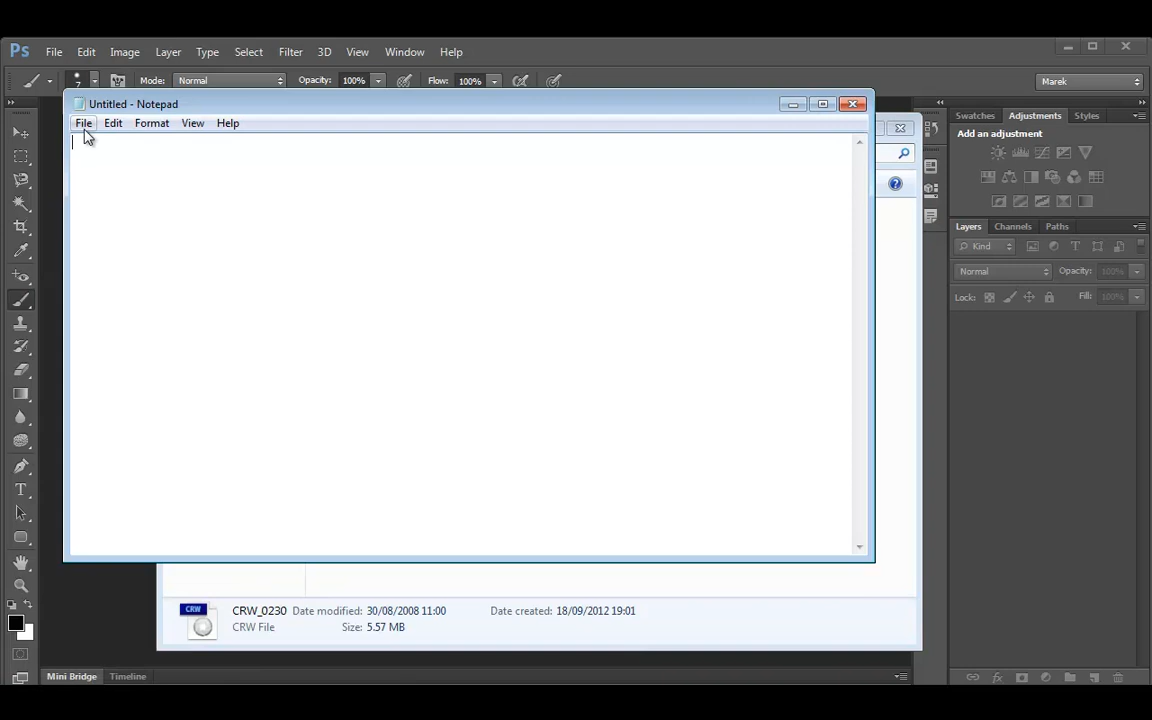 Ps File Edit Image Layer Type Select Filter 3D View Window Help
7 Mode: Normal Opacity: 100% Flow: 100% Marek
Untitled - Notepad
File Edit Format View Help
Swatches Adjustments Styles
Add an adjustment
Layers Channels Paths
Kind
Normal Opacity: 100%
Lock: Fill: 100%
CRW CRW_0230 Date modified: 30/08/2008 11:00 Date created: 18/09/2012 19:01
CRW File Size: 5.57 MB
Mini Bridge Timeline